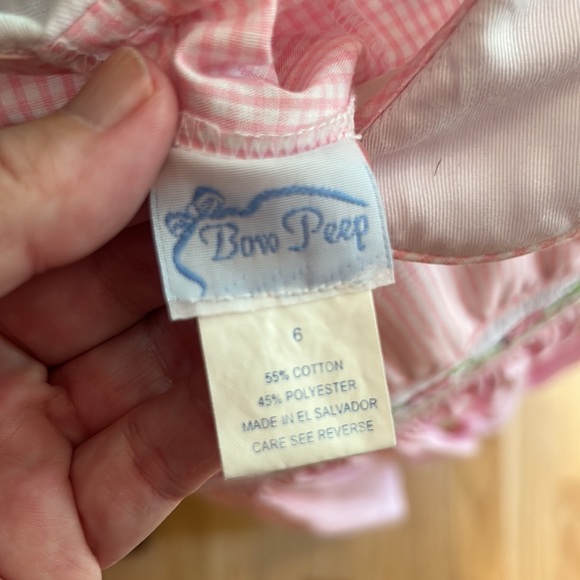 Bow Peep
6
55% COTTON
45% POLYESTER
MADE IN EL SALVADOR
CARE SEE REVERSE